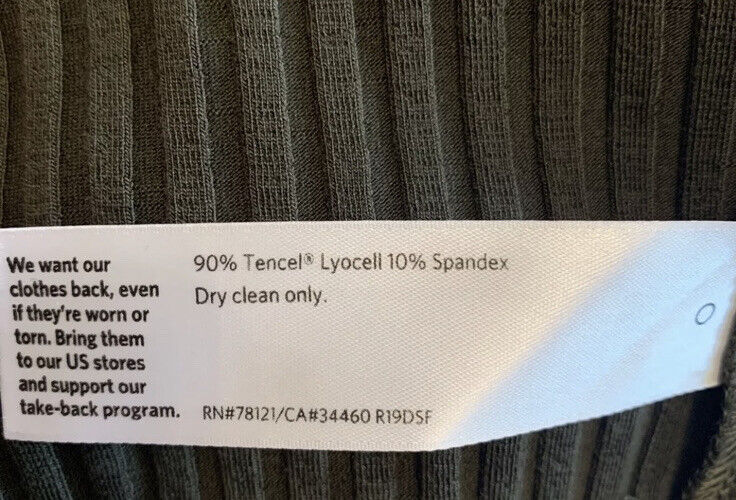 We want our
clothes back, even
if they're worn or
torn. Bring them
to our US stores
and support our
take-back program.
90% Tencel® Lyocell 10% Spandex
Dry clean only.
RN#78121/CA#34460 R19DSF